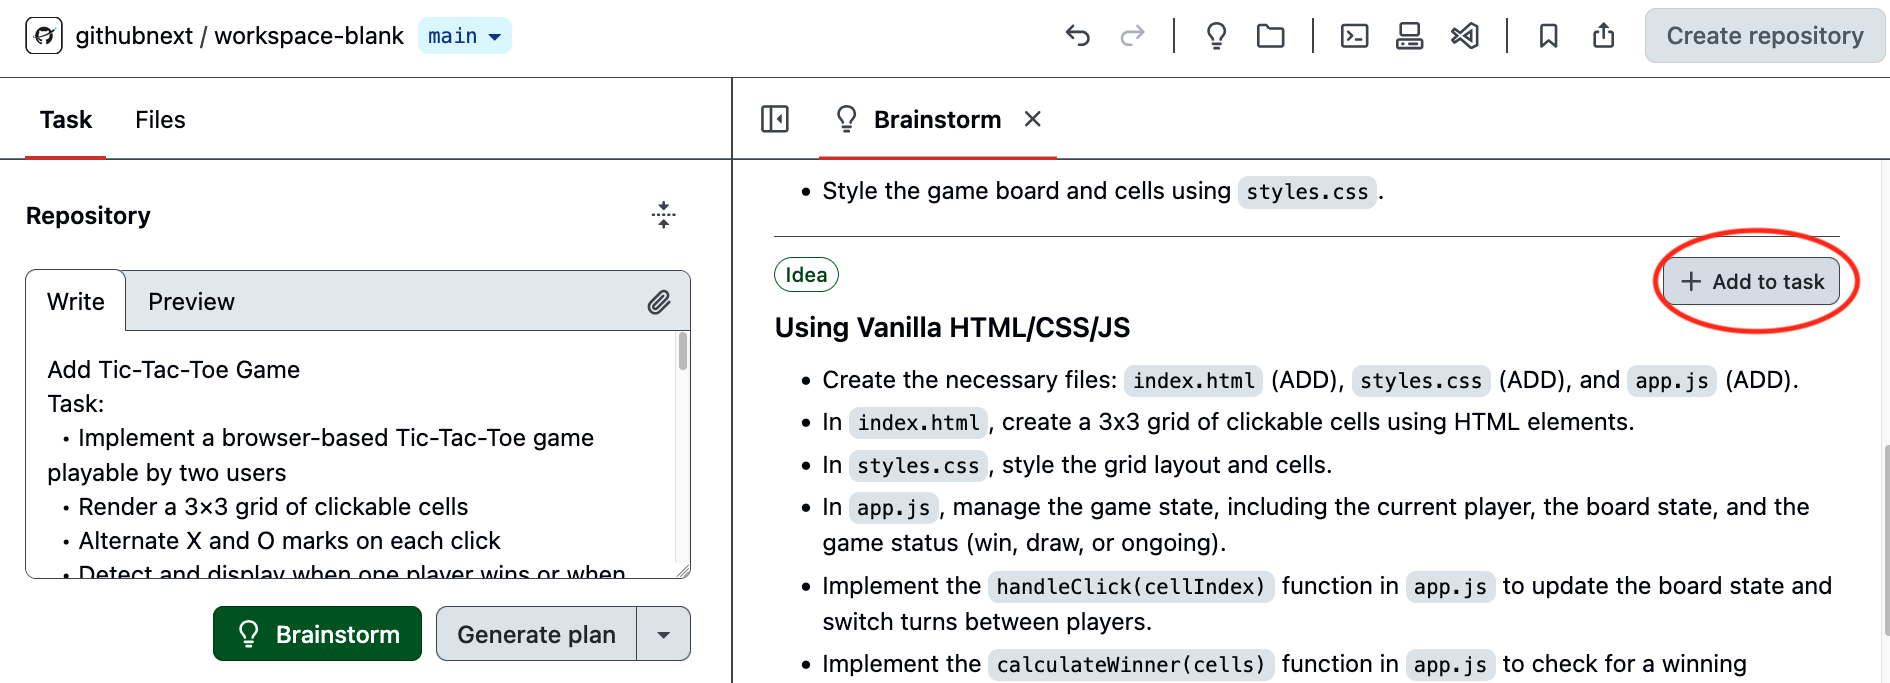 githubnext / workspace-blank main
Create repository
Task Files
Brainstorm
Repository
Write Preview
Add Tic-Tac-Toe Game
Task:
• Implement a browser-based Tic-Tac-Toe game
playable by two users
• Render a 3×3 grid of clickable cells
• Alternate X and O marks on each click
• Detect and display when one player wins or when
Brainstorm Generate plan
• Style the game board and cells using styles.css.
Idea
+ Add to task
Using Vanilla HTML/CSS/JS
• Create the necessary files: index.html (ADD), styles.css (ADD), and app.js (ADD).
• In index.html, create a 3x3 grid of clickable cells using HTML elements.
• In styles.css, style the grid layout and cells.
• In app.js, manage the game state, including the current player, the board state, and the
game status (win, draw, or ongoing).
• Implement the handleClick(cellIndex) function in app.js to update the board state and
switch turns between players.
• Implement the calculateWinner(cells) function in app.js to check for a winning